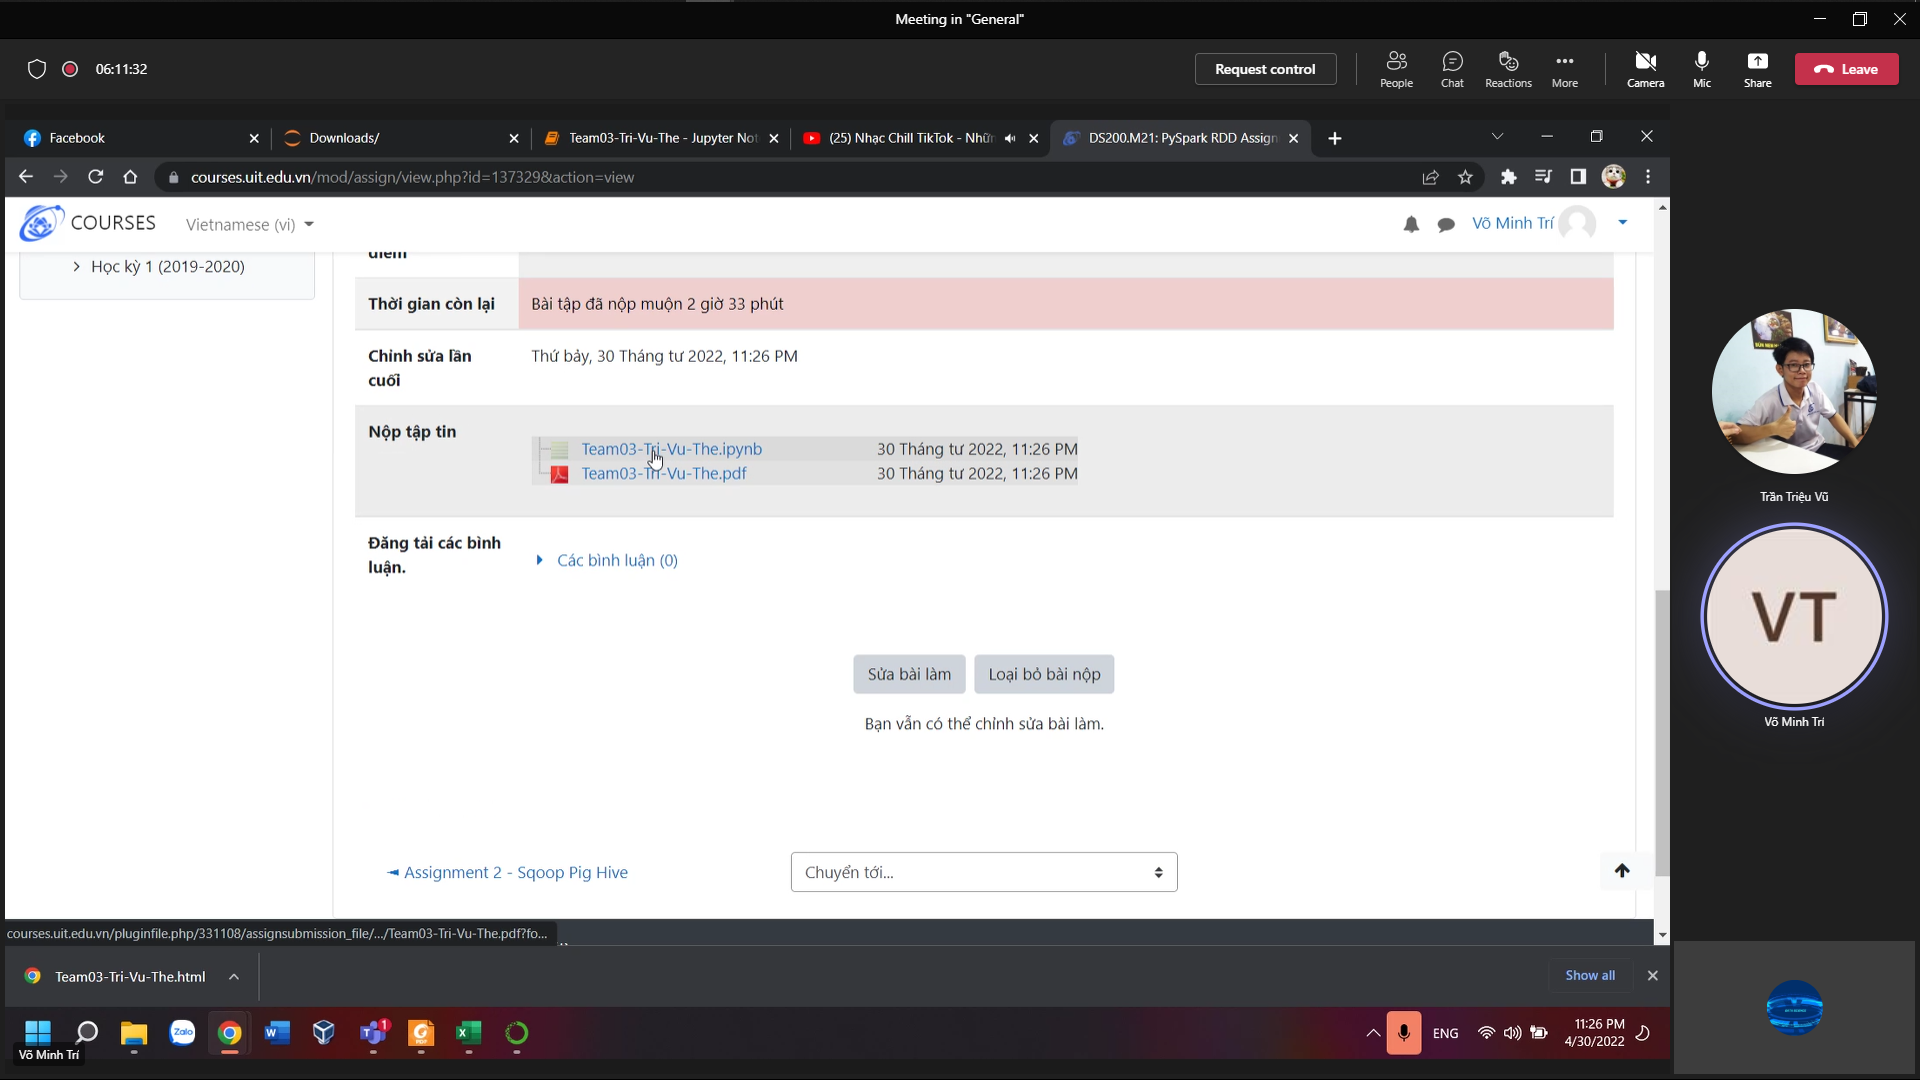 Meeting in "General"
06:11:32
Request control
People
Chat
Reactions
More
Camera
Mic
Share
Leave
Facebook
Downloads/
Team03-Tri-Vu-The - Jupyter Not
(25) Nhạc Chill TikTok - Nhữn
DS200.M21: PySpark RDD Assign
courses.uit.edu.vn/mod/assign/view.php?id=137329&action=view
COURSES
Vietnamese (vi)
Võ Minh Trí
Học kỳ 1 (2019-2020)
điểm
Thời gian còn lại
Bài tập đã nộp muộn 2 giờ 33 phút
Chỉnh sửa lần cuối
Thứ bảy, 30 Tháng tư 2022, 11:26 PM
Nộp tập tin
Team03-Tri-Vu-The.ipynb
30 Tháng tư 2022, 11:26 PM
Team03-Tri-Vu-The.pdf
30 Tháng tư 2022, 11:26 PM
Đăng tải các bình luận.
Các bình luận (0)
Sửa bài làm
Loại bỏ bài nộp
Bạn vẫn có thể chỉnh sửa bài làm.
◄ Assignment 2 - Sqoop Pig Hive
Chuyển tới...
courses.uit.edu.vn/pluginfile.php/331108/assignsubmission_file/.../Team03-Tri-Vu-The.pdf?fo...
Team03-Tri-Vu-The.html
Show all
Zalo
1
ENG
11:26 PM
4/30/2022
Võ Minh Trí
Trần Triệu Vũ
VT
Võ Minh Trí